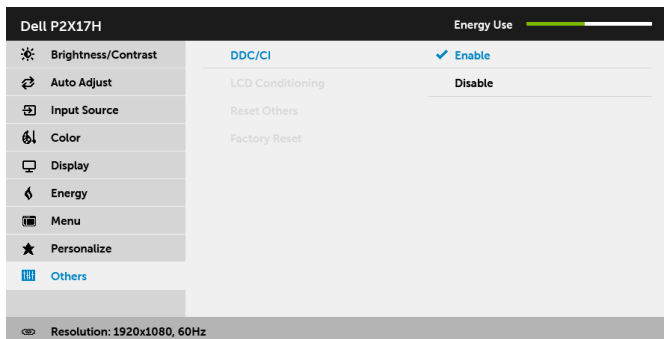 Dell P2X17H
Energy Use
Brightness/Contrast
DDC/CI
Enable
Auto Adjust
LCD Conditioning
Disable
Input Source
Reset Others
Color
Factory Reset
Display
Energy
Menu
Personalize
Others
Resolution: 1920x1080, 60Hz